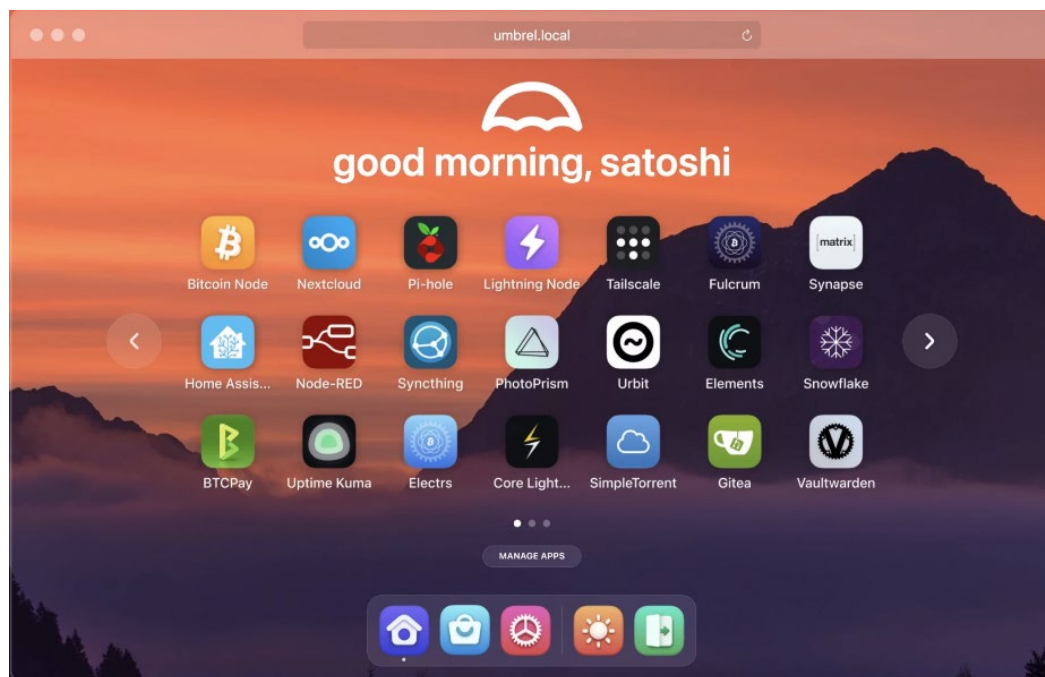 umbrel.local
good morning, satoshi
Bitcoin Node Nextcloud Pi-hole Lightning Node Tailscale Fulcrum [matrix] Synapse
Home Assis... Node-RED Syncthing PhotoPrism Urbit Elements Snowflake
BTCPay Uptime Kuma Electrs Core Light... SimpleTorrent Gitea Vaultwarden
MANAGE APPS